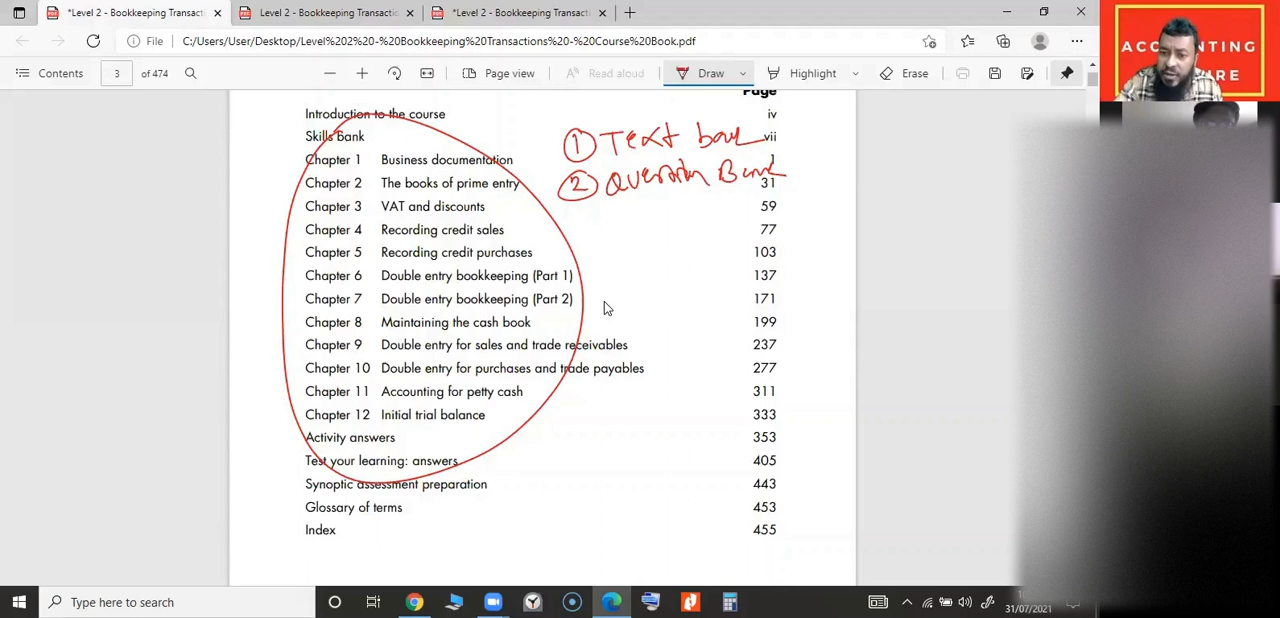 *Level 2 - Bookkeeping Transacti
Level 2 - Bookkeeping Transacti
*Level 2 - Bookkeeping Transacti
File C:/Users/User/Desktop/Level%202%20-%20Bookkeeping%20Transactions%20-%20Course%20Book.pdf
Contents 3 of 474 Page view Read aloud Draw Highlight Erase
ACCOUNTING
URE
Page
Introduction to the course iv
Skills bank vii
Chapter 1 Business documentation 1
Chapter 2 The books of prime entry 31
Chapter 3 VAT and discounts 59
Chapter 4 Recording credit sales 77
Chapter 5 Recording credit purchases 103
Chapter 6 Double entry bookkeeping (Part 1) 137
Chapter 7 Double entry bookkeeping (Part 2) 171
Chapter 8 Maintaining the cash book 199
Chapter 9 Double entry for sales and trade receivables 237
Chapter 10 Double entry for purchases and trade payables 277
Chapter 11 Accounting for petty cash 311
Chapter 12 Initial trial balance 333
Activity answers 353
Test your learning: answers 405
Synoptic assessment preparation 443
Glossary of terms 453
Index 455
1 Text
2 Question Bank
Type here to search
31/07/2021